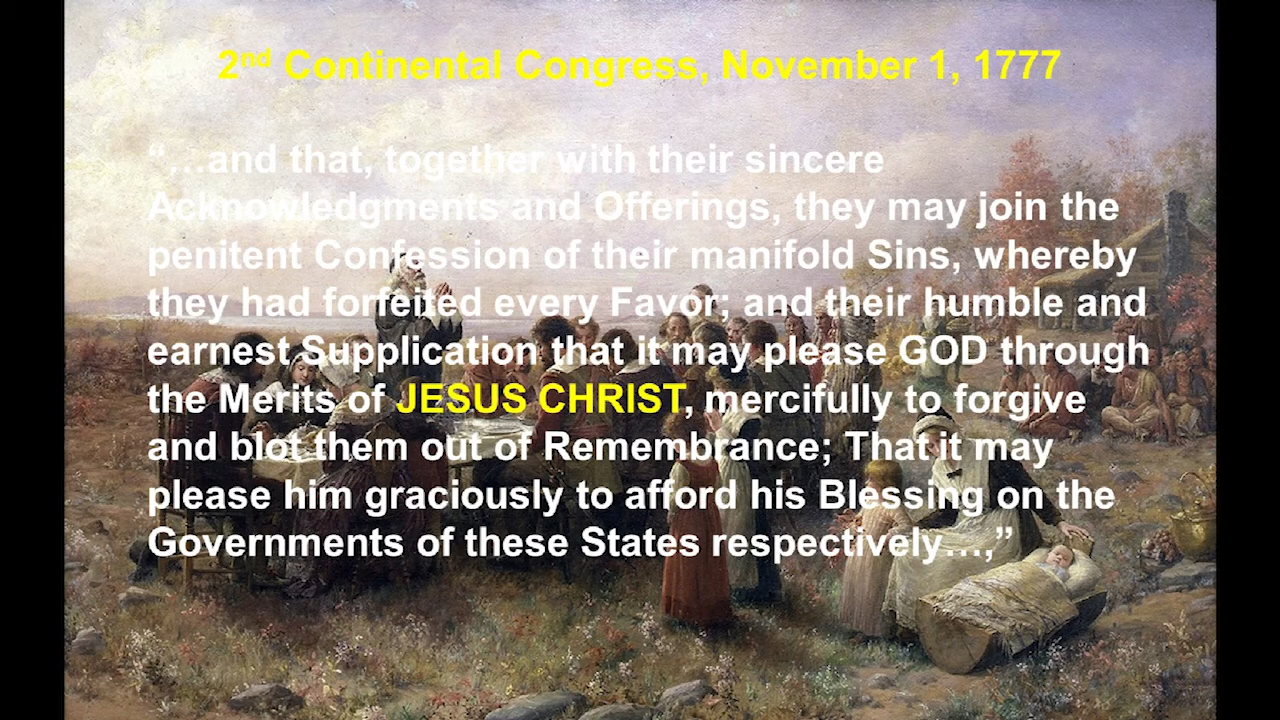 2nd Continental Congress, November 1, 1777
“…and that, together with their sincere
Acknowledgments and Offerings, they may join the
penitent Confession of their manifold Sins, whereby
they had forfeited every Favor; and their humble and
earnest Supplication that it may please GOD through
the Merits of JESUS CHRIST, mercifully to forgive
and blot them out of Remembrance; That it may
please him graciously to afford his Blessing on the
Governments of these States respectively…,”